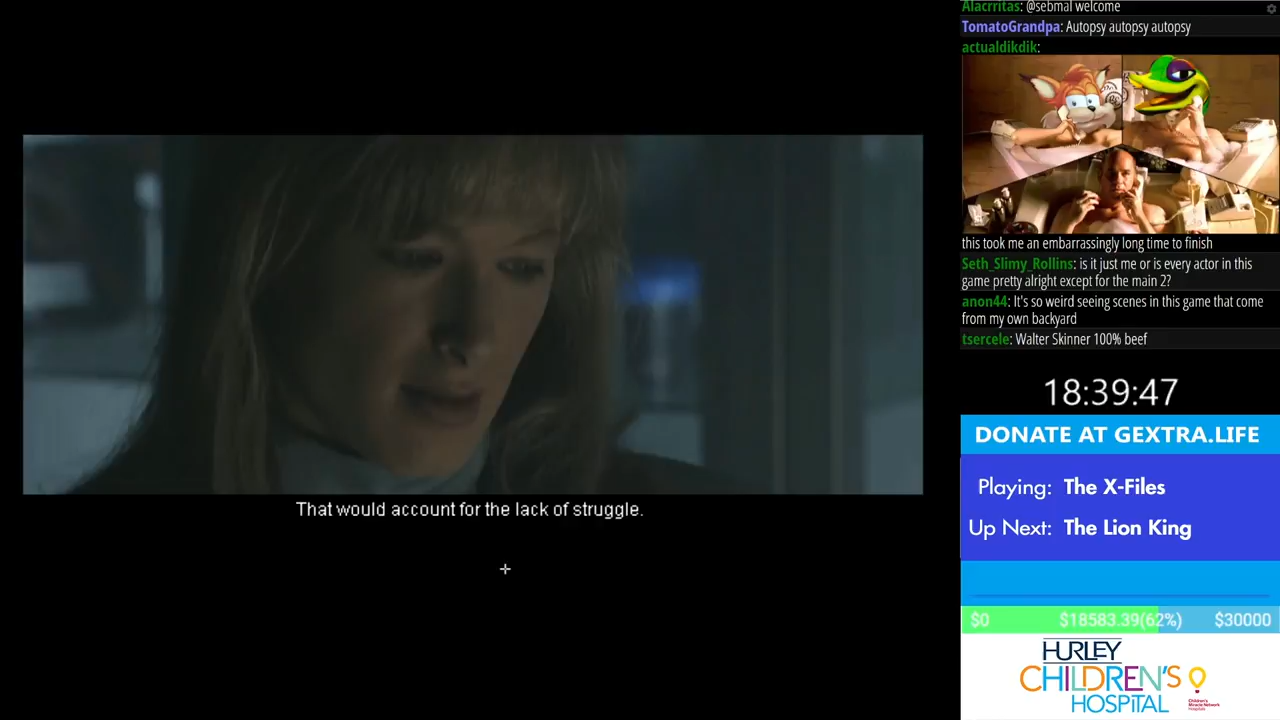 Alacrritas: @sebmal welcome
TomatoGrandpa: Autopsy autopsy autopsy
actualdikdik:
this took me an embarrassingly long time to finish
Seth_Slimy_Rollins: is it just me or is every actor in this
game pretty alright except for the main 2?
anon44: It's so weird seeing scenes in this game that come
from my own backyard
tsercele: Walter Skinner 100% beef
18:39:47
DONATE AT GEXTRA.LIFE
Playing: The X-Files
Up Next: The Lion King
$0 $18583.39(62%) $30000
HURLEY
CHILDREN'S
HOSPITAL
Children's
Miracle Network
Hospitals
That would account for the lack of struggle.